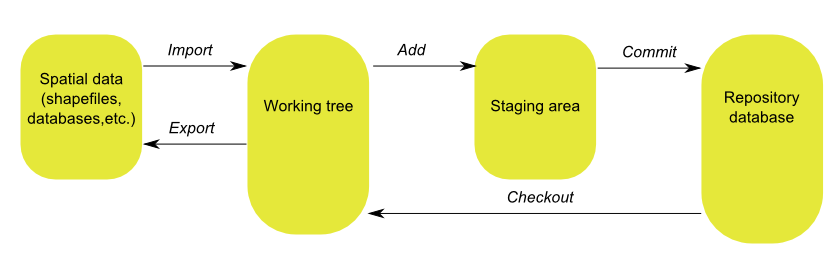 Import
Add
Commit
Spatial data
(shapefiles,
databases,etc.)
Working tree
Staging area
Repository
database
Export
Checkout